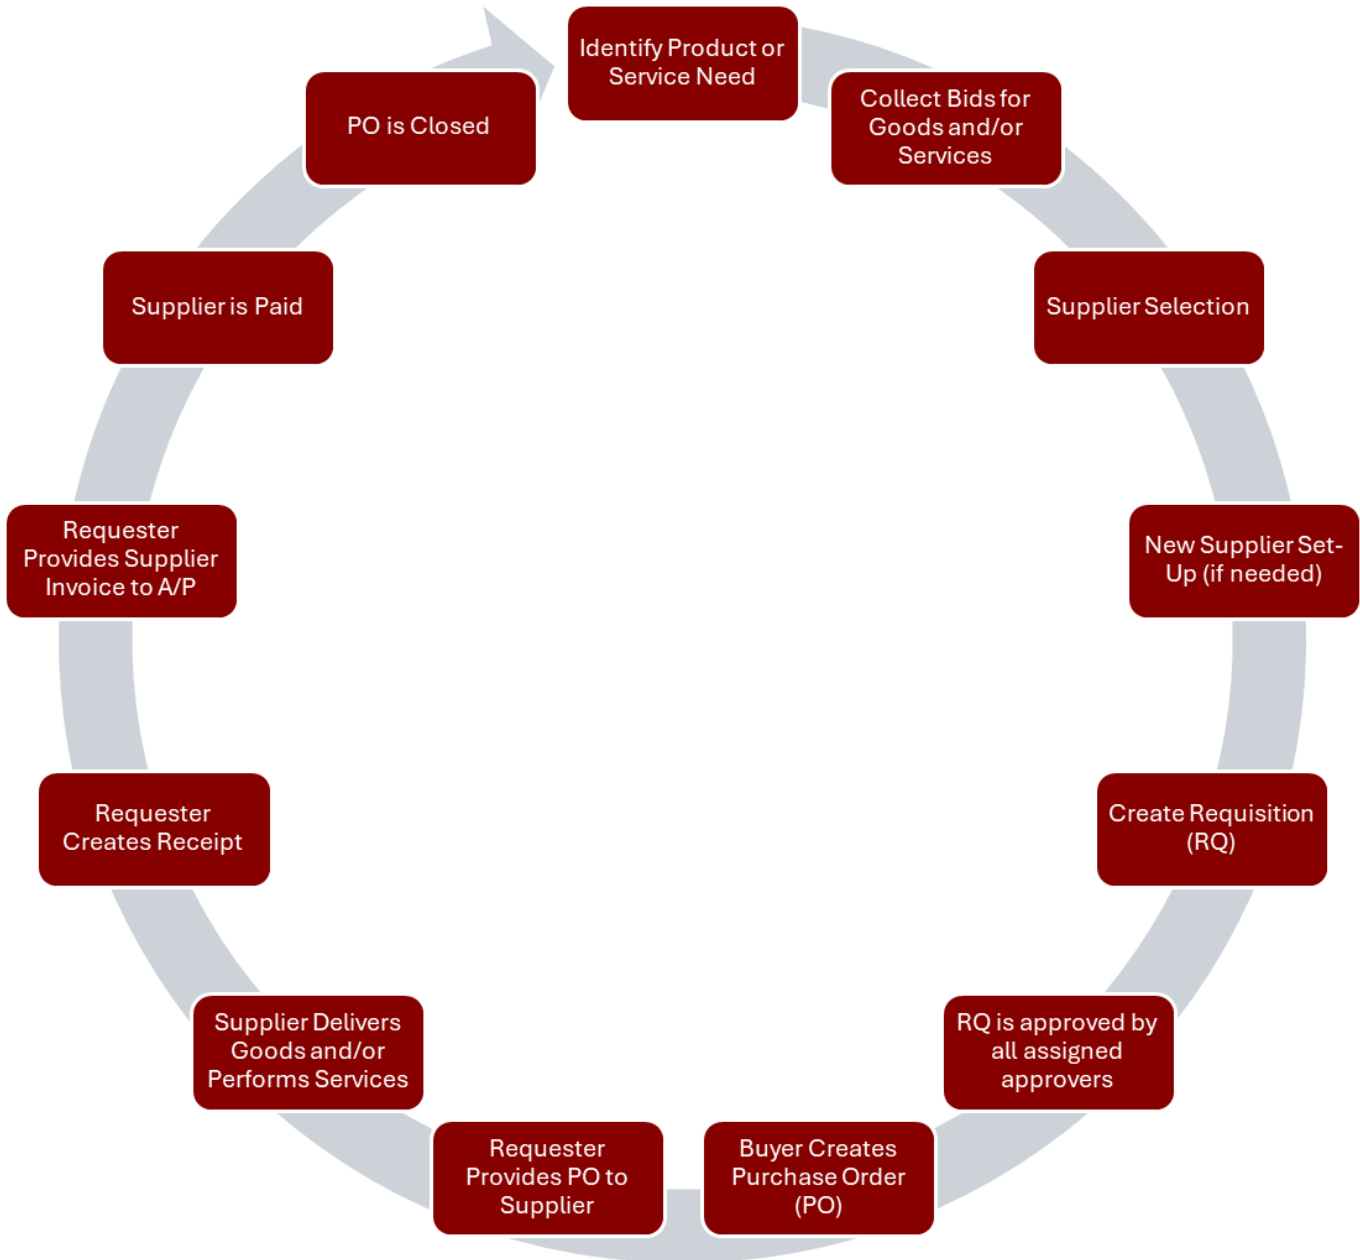 Identify Product or
Service Need
Collect Bids for
Goods and/or
Services
Supplier Selection
New Supplier Set-
Up (if needed)
Create Requisition
(RQ)
RQ is approved by
all assigned
approvers
Buyer Creates
Purchase Order
(PO)
Requester
Provides PO to
Supplier
Supplier Delivers
Goods and/or
Performs Services
Requester
Creates Receipt
Requester
Provides Supplier
Invoice to A/P
Supplier is Paid
PO is Closed